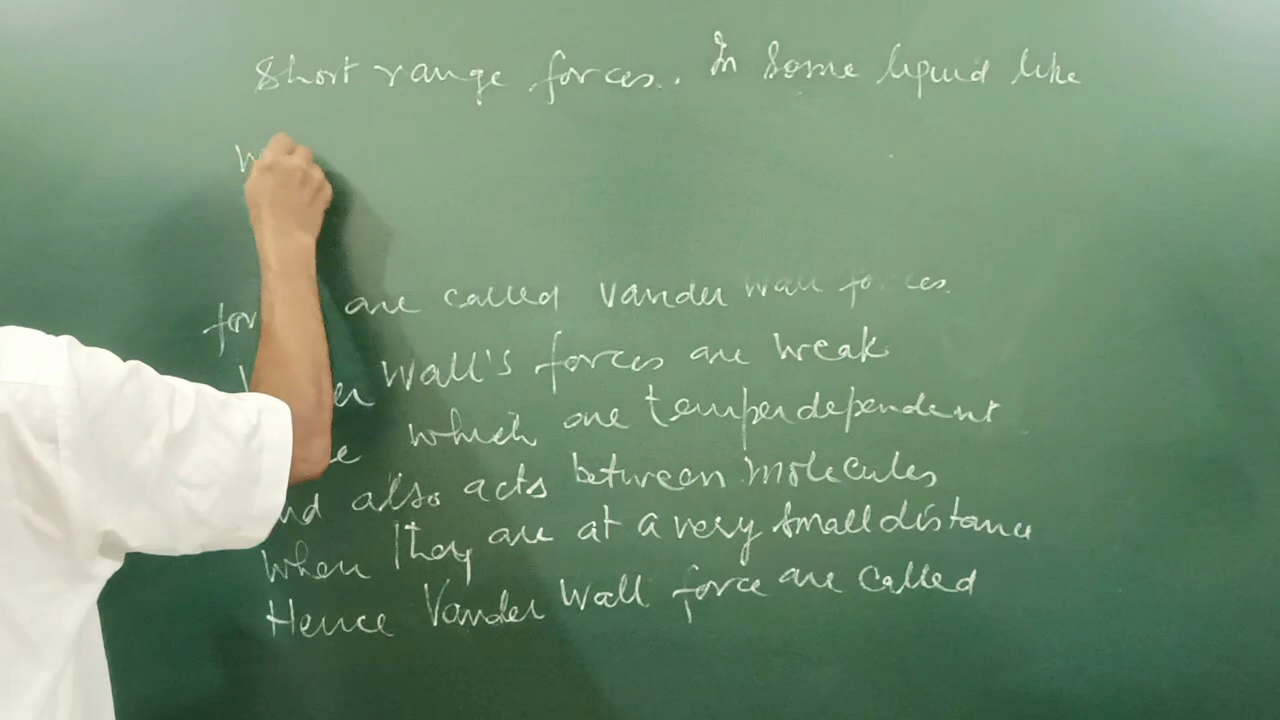 Short range forces. In some liquid like
W
for are called Vander Wall forces.
er Wall's forces are weak
e which are temperdependent
nd also acts between molecules
When They are at a very small distance
Hence Vander Wall force are called